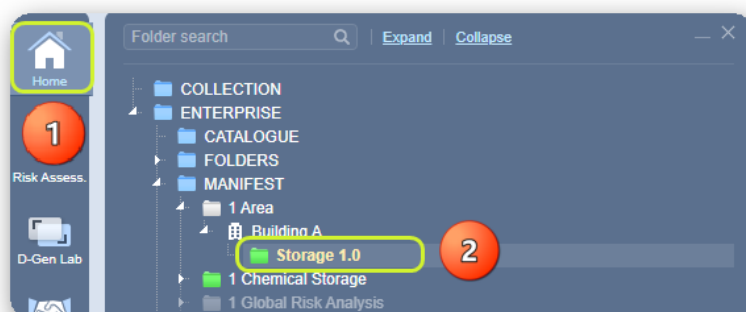 Folder search
Expand
Collapse
Home
1
Risk Assess.
D-Gen Lab
COLLECTION
ENTERPRISE
CATALOGUE
FOLDERS
MANIFEST
1 Area
Building A
Storage 1.0
2
1 Chemical Storage
1 Global Risk Analysis